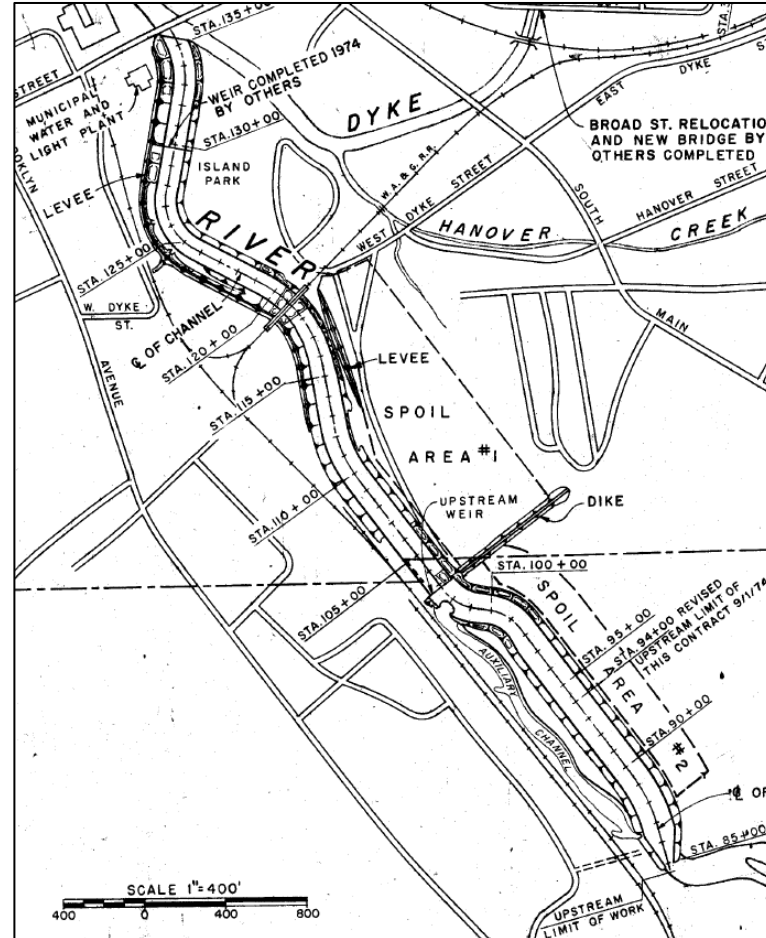 STA. 135+00
STREET
MUNICIPAL
WATER AND
LIGHT PLANT
WEIR COMPLETED 1974
BY OTHERS
STA. 130+00
ISLAND
PARK
LEVEE
DYKE
EAST DYKE
BROAD ST. RELOCATIO
AND NEW BRIDGE BY
OTHERS COMPLETED
W. A. & G. R.R.
WEST DYKE STREET
SOUTH
HANOVER STREET
HANOVER CREEK
RIVER
STA. 125+00
W. DYKE
ST.
℄ OF CHANNEL
STA. 120+00
AVENUE
MAIN
LEVEE
STA. 115+00
SPOIL
AREA #1
UPSTREAM
WEIR
DIKE
STA. 110+00
STA. 100+00
STA. 105+00
SPOIL AREA #2
STA. 95+00
STA. 94+00 REVISED
UPSTREAM LIMIT OF
THIS CONTRACT
AUXILIARY
CHANNEL
STA. 90+00
℄ OF
STA. 85+00
SCALE 1"=400'
400 0 400 800
UPSTREAM
LIMIT OF WORK